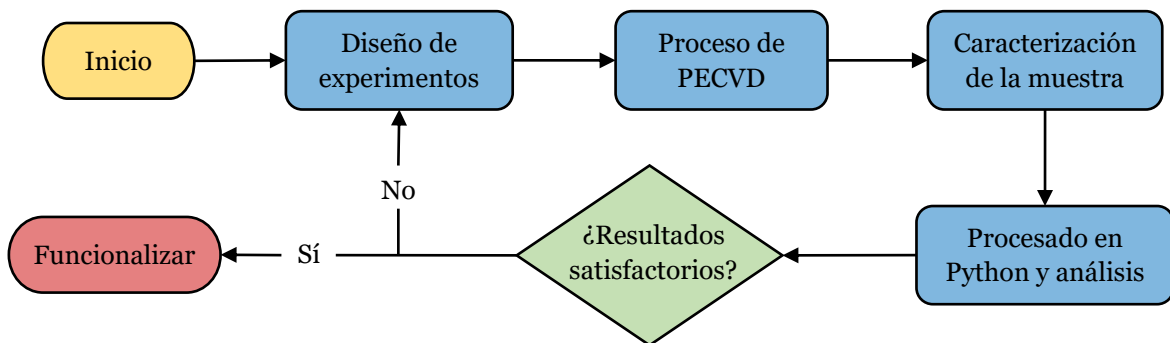 Inicio
Diseño de
experimentos
Proceso de
PECVD
Caracterización
de la muestra
Procesado en
Python y análisis
¿Resultados
satisfactorios?
No
Sí
Funcionalizar